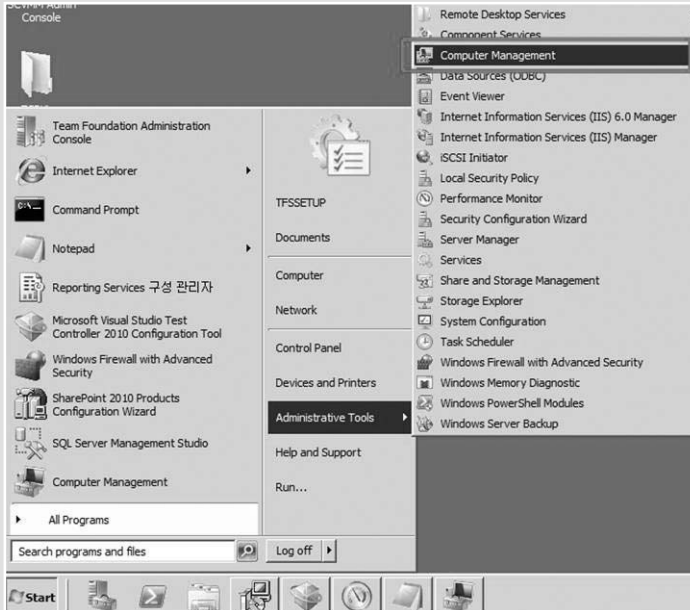 SCVMM Admin
Console
Team Foundation Administration
Console
Internet Explorer
Command Prompt
Notepad
Reporting Services 구성 관리자
Microsoft Visual Studio Test
Controller 2010 Configuration Tool
Windows Firewall with Advanced
Security
SharePoint 2010 Products
Configuration Wizard
SQL Server Management Studio
Computer Management
All Programs
Search programs and files
Log off
TFSSETUP
Documents
Computer
Network
Control Panel
Devices and Printers
Administrative Tools
Help and Support
Run...
Remote Desktop Services
Component Services
Computer Management
Data Sources (ODBC)
Event Viewer
Internet Information Services (IIS) 6.0 Manager
Internet Information Services (IIS) Manager
iSCSI Initiator
Local Security Policy
Performance Monitor
Security Configuration Wizard
Server Manager
Services
Share and Storage Management
Storage Explorer
System Configuration
Task Scheduler
Windows Firewall with Advanced Security
Windows Memory Diagnostic
Windows PowerShell Modules
Windows Server Backup
Start